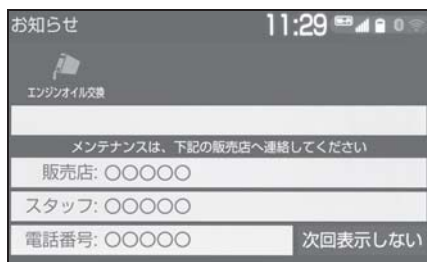 お知らせ 11:29
エンジンオイル交換
メンテナンスは、下記の販売店へ連絡してください
販売店: ○○○○○
スタッフ: ○○○○○
電話番号: ○○○○○ 次回表示しない